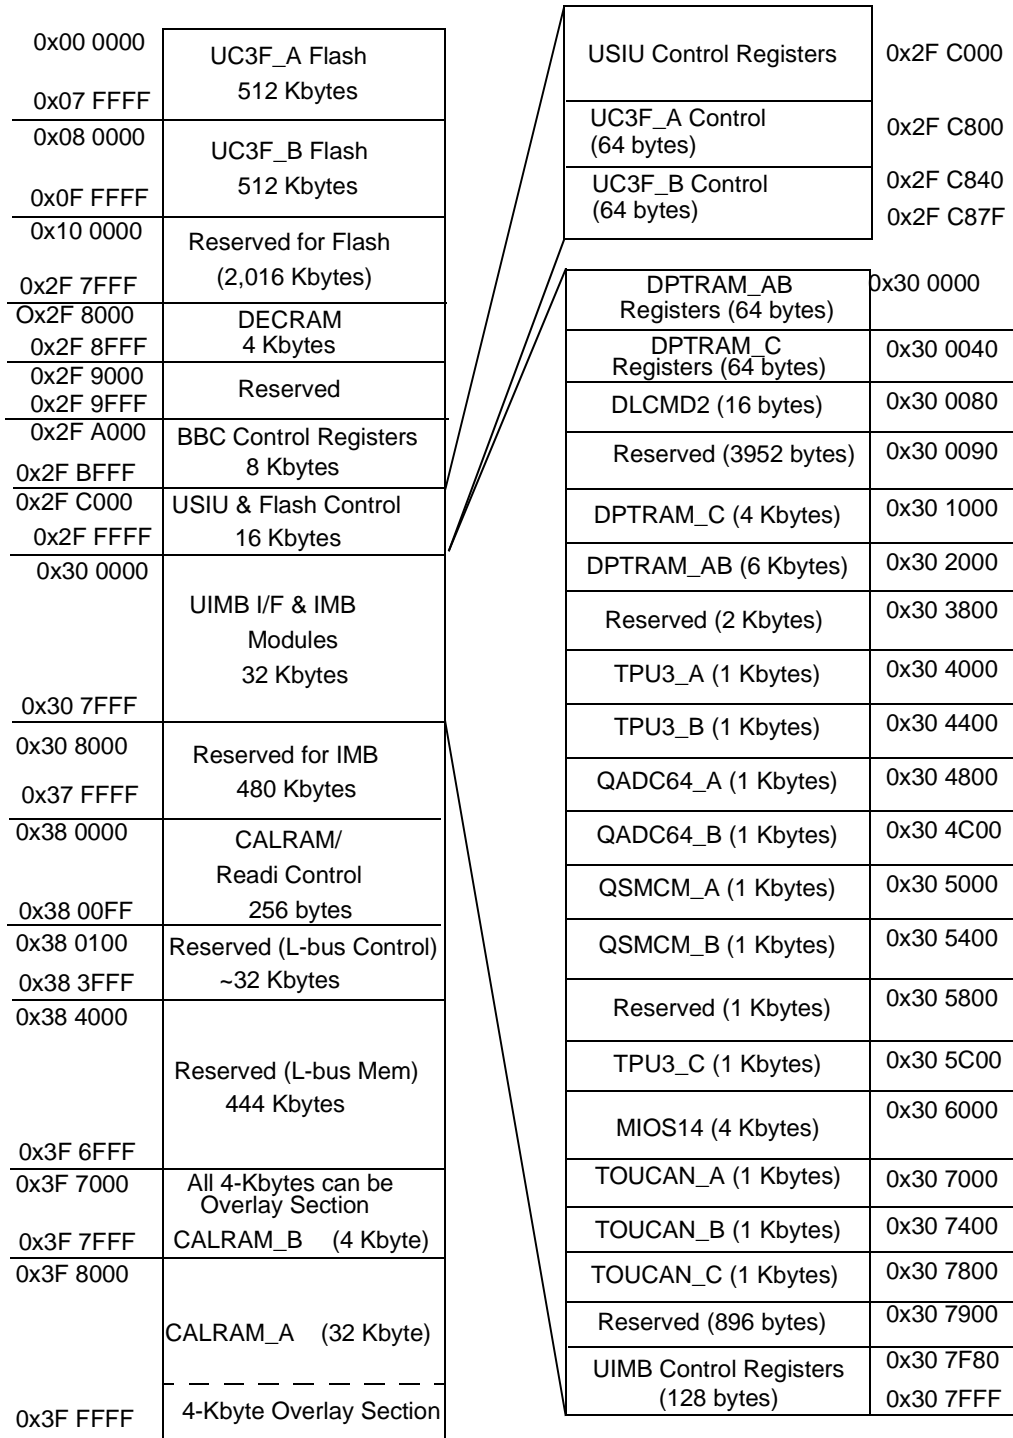 0x00 0000
UC3F_A Flash
512 Kbytes
0x07 FFFF
0x08 0000
UC3F_B Flash
512 Kbytes
0x0F FFFF
0x10 0000
Reserved for Flash
(2,016 Kbytes)
0x2F 7FFF
Ox2F 8000
DECRAM
4 Kbytes
0x2F 8FFF
0x2F 9000
Reserved
0x2F 9FFF
0x2F A000
BBC Control Registers
8 Kbytes
0x2F BFFF
0x2F C000
USIU & Flash Control
16 Kbytes
0x2F FFFF
0x30 0000
UIMB I/F & IMB
Modules
32 Kbytes
0x30 7FFF
0x30 8000
Reserved for IMB
480 Kbytes
0x37 FFFF
0x38 0000
CALRAM/
Readi Control
256 bytes
0x38 00FF
0x38 0100
Reserved (L-bus Control)
~32 Kbytes
0x38 3FFF
0x38 4000
Reserved (L-bus Mem)
444 Kbytes
0x3F 6FFF
0x3F 7000
All 4-Kbytes can be
Overlay Section
CALRAM_B (4 Kbyte)
0x3F 7FFF
0x3F 8000
CALRAM_A (32 Kbyte)
4-Kbyte Overlay Section
0x3F FFFF
USIU Control Registers
0x2F C000
UC3F_A Control
(64 bytes)
0x2F C800
UC3F_B Control
(64 bytes)
0x2F C840
0x2F C87F
DPTRAM_AB
Registers (64 bytes)
0x30 0000
DPTRAM_C
Registers (64 bytes)
0x30 0040
DLCMD2 (16 bytes)
0x30 0080
Reserved (3952 bytes)
0x30 0090
DPTRAM_C (4 Kbytes)
0x30 1000
DPTRAM_AB (6 Kbytes)
0x30 2000
Reserved (2 Kbytes)
0x30 3800
TPU3_A (1 Kbytes)
0x30 4000
TPU3_B (1 Kbytes)
0x30 4400
QADC64_A (1 Kbytes)
0x30 4800
QADC64_B (1 Kbytes)
0x30 4C00
QSMCM_A (1 Kbytes)
0x30 5000
QSMCM_B (1 Kbytes)
0x30 5400
Reserved (1 Kbytes)
0x30 5800
TPU3_C (1 Kbytes)
0x30 5C00
MIOS14 (4 Kbytes)
0x30 6000
TOUCAN_A (1 Kbytes)
0x30 7000
TOUCAN_B (1 Kbytes)
0x30 7400
TOUCAN_C (1 Kbytes)
0x30 7800
Reserved (896 bytes)
0x30 7900
UIMB Control Registers
(128 bytes)
0x30 7F80
0x30 7FFF